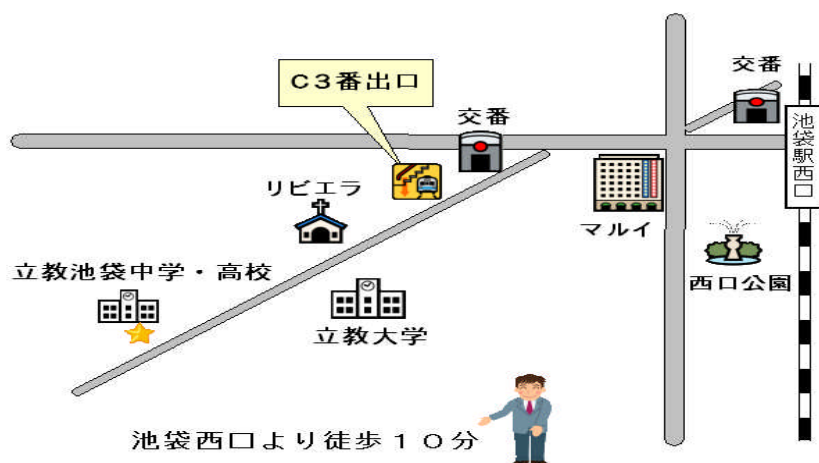 C3番出口
交番
交番
池袋駅西口
リビエラ
マルイ
西口公園
立教池袋中学・高校
立教大学
池袋西口より徒歩10分